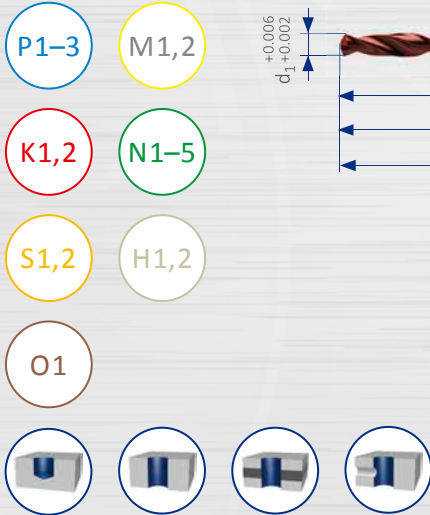 P1–3 M1,2
d₁ +0.006 +0.002
K1,2 N1–5
S1,2 H1,2
O1